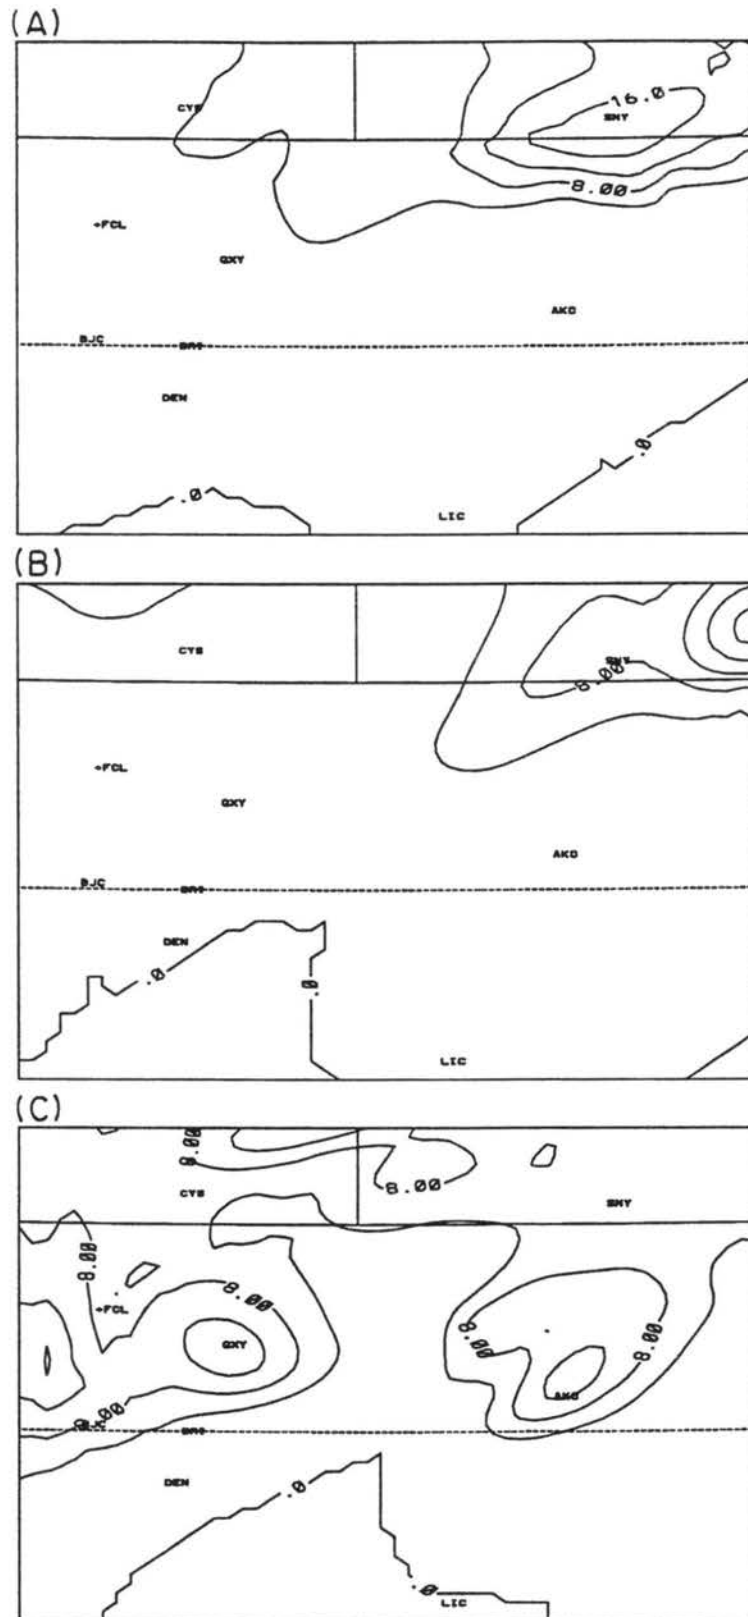 (A)
CYS
16.0
SNY
8.00
+FCL
GXY
AKO
BJC
DEN
.0
.0
LIC
(B)
CYS
SNY
8.00
+FCL
GXY
AKO
BJC
DEN
.0
.0
LIC
(C)
8.00
8.00
CYS
SNY
8.00
8.00
+FCL
8.00
8.00
GXY
AKO
DEN
.0
.0
LIC